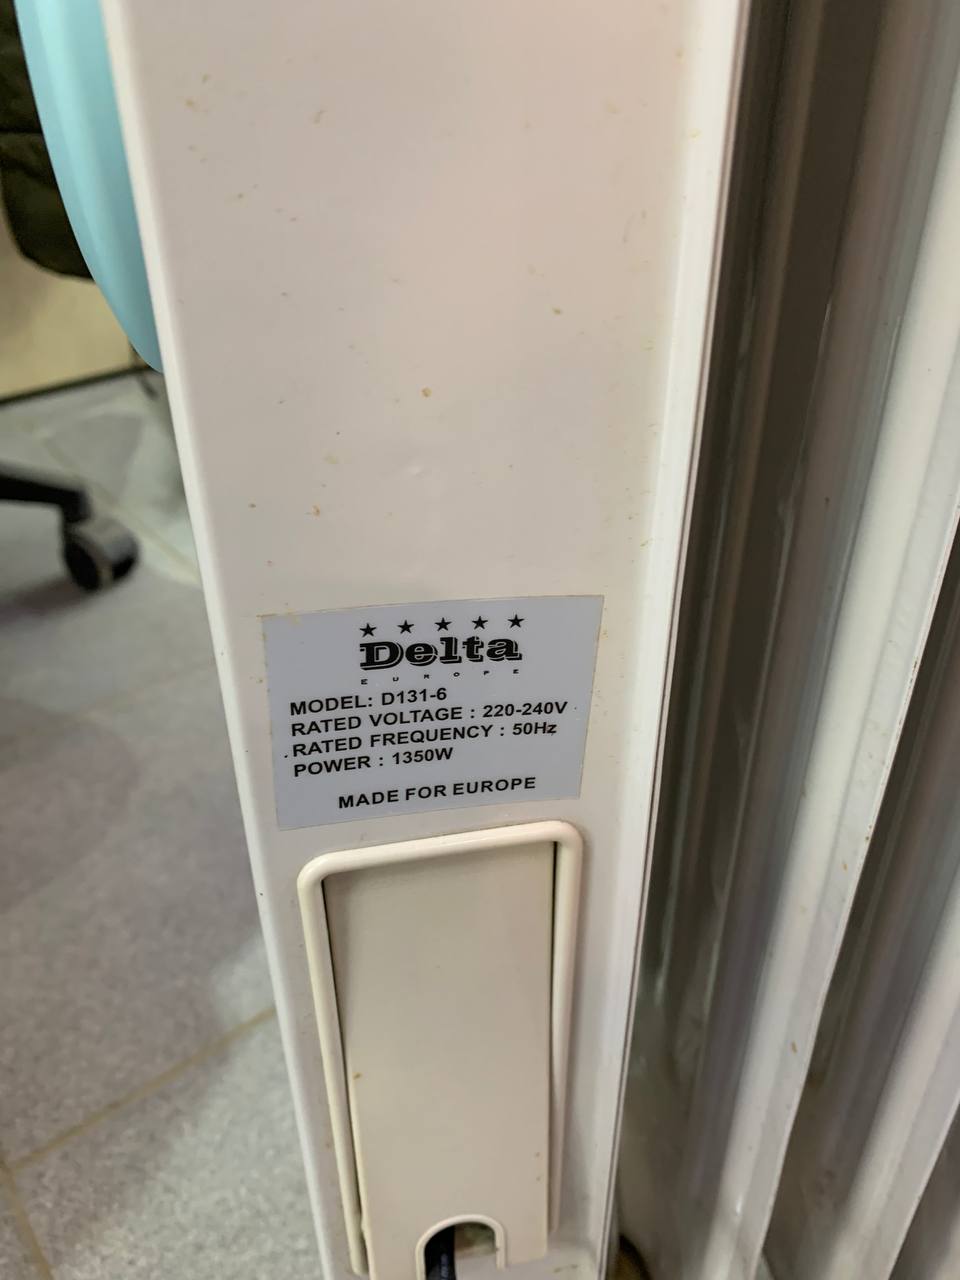 Delta
EUROPE
MODEL: D131-6
RATED VOLTAGE : 220-240V
RATED FREQUENCY : 50Hz
POWER : 1350W
MADE FOR EUROPE